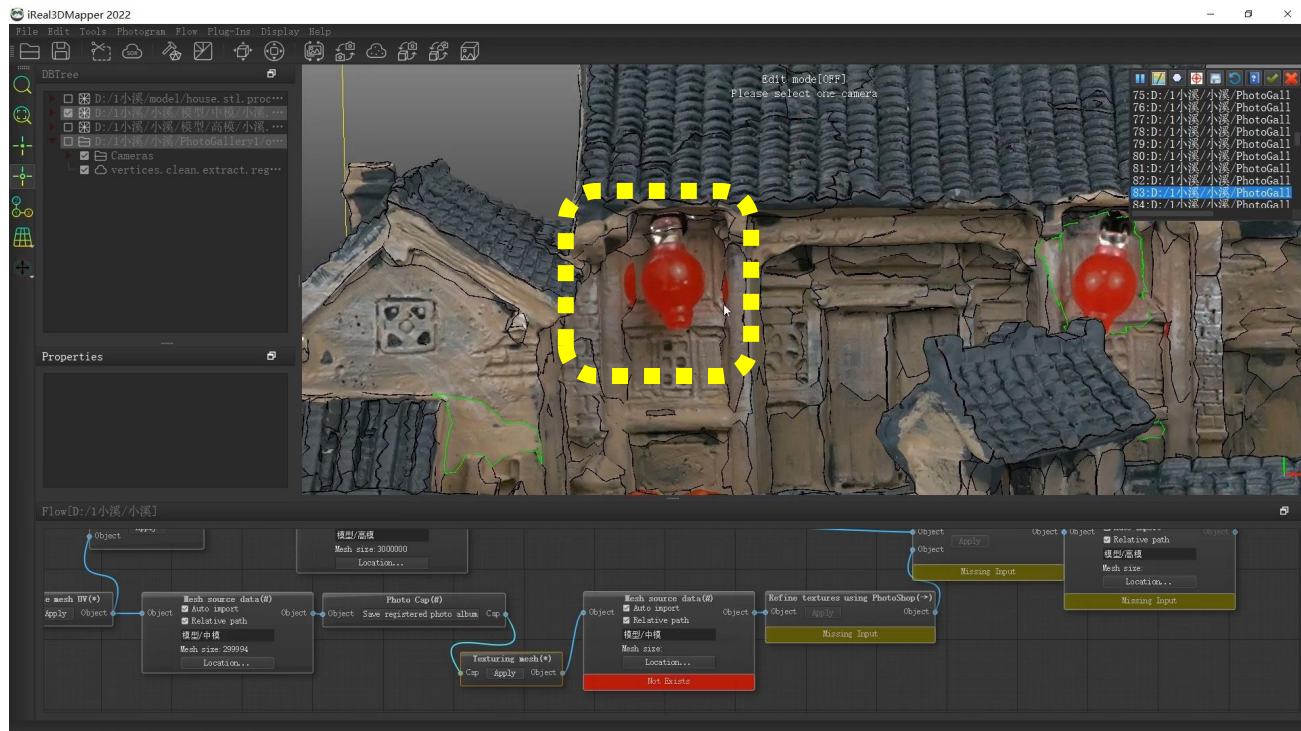 iReal3DMapper 2022
File Edit Tools Photogram Flow Plug-Ins Display Help
DBTree
D:/1小溪/model/house.stl.proc···
D:/1小溪/小溪/模型/中模/小溪.···
D:/1小溪/小溪/模型/高模/小溪.···
D:/1小溪/小溪/PhotoGallery1/o···
Cameras
vertices.clean.extract.reg···
Edit mode[OFF]
Please select one camera
75:D:/1小溪/小溪/PhotoGall
76:D:/1小溪/小溪/PhotoGall
77:D:/1小溪/小溪/PhotoGall
78:D:/1小溪/小溪/PhotoGall
79:D:/1小溪/小溪/PhotoGall
80:D:/1小溪/小溪/PhotoGall
81:D:/1小溪/小溪/PhotoGall
82:D:/1小溪/小溪/PhotoGall
83:D:/1小溪/小溪/PhotoGall
84:D:/1小溪/小溪/PhotoGall
Properties
Flow[D:/1小溪/小溪]
Object
模型/高模
Mesh size:3000000
Location...
e mesh UV(*)
Apply Object
Mesh source data(#)
Object Auto import Object
Relative path
模型/中模
Mesh size:299994
Location...
Photo Cap(#)
Object Save registered photo album Cap
Texturing mesh(*)
Cap Apply Object
Mesh source data(#)
Object Auto import Object
Relative path
模型/中模
Mesh size:
Location...
Not Exists
Refine textures using PhotoShop(→)
Object Apply Object
Missing Input
Object Apply Object
Object
Missing Input
Object Auto import Object
Relative path
模型/高模
Mesh size:
Location...
Missing Input